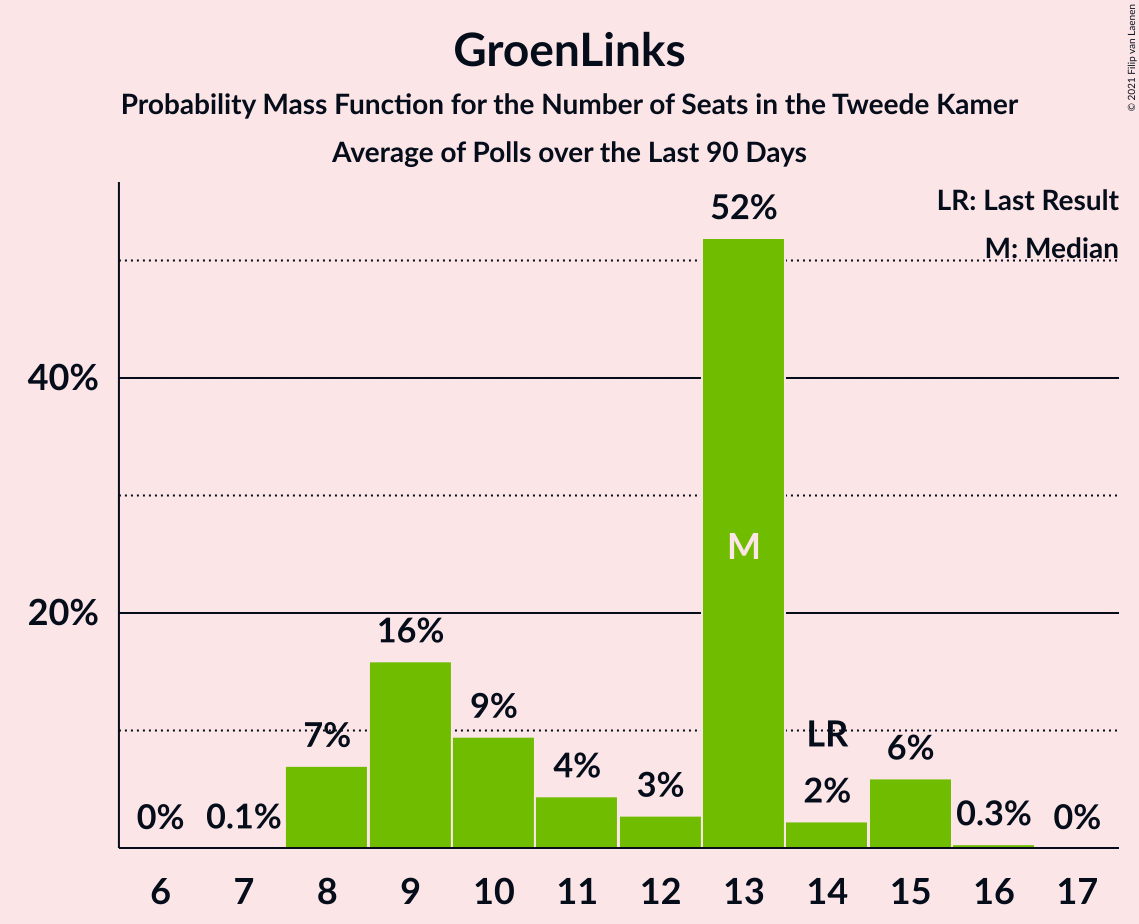 GroenLinks
Probability Mass Function for the Number of Seats in the Tweede Kamer
Average of Polls over the Last 90 Days
© 2021 Filip van Laenen
LR: Last Result
M: Median
40%
20%
0%
0.1%
7%
16%
9%
4%
3%
52%
M
LR
2%
6%
0.3%
0%
6 7 8 9 10 11 12 13 14 15 16 17